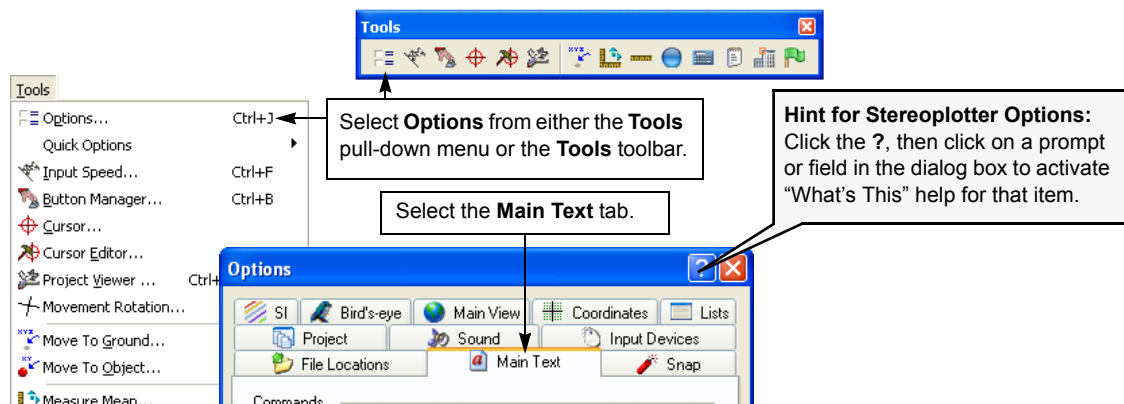 Tools
Tools
Options... Ctrl+J
Quick Options
Input Speed... Ctrl+F
Button Manager... Ctrl+B
Cursor...
Cursor Editor...
Project Viewer ... Ctrl+
Movement Rotation...
Move To Ground...
Move To Object...
Measure Mean...
Select Options from either the Tools
pull-down menu or the Tools toolbar.
Select the Main Text tab.
Hint for Stereoplotter Options:
Click the ?, then click on a prompt
or field in the dialog box to activate
“What’s This” help for that item.
Options
SI Bird's-eye Main View Coordinates Lists
Project Sound Input Devices
File Locations Main Text Snap
Commands